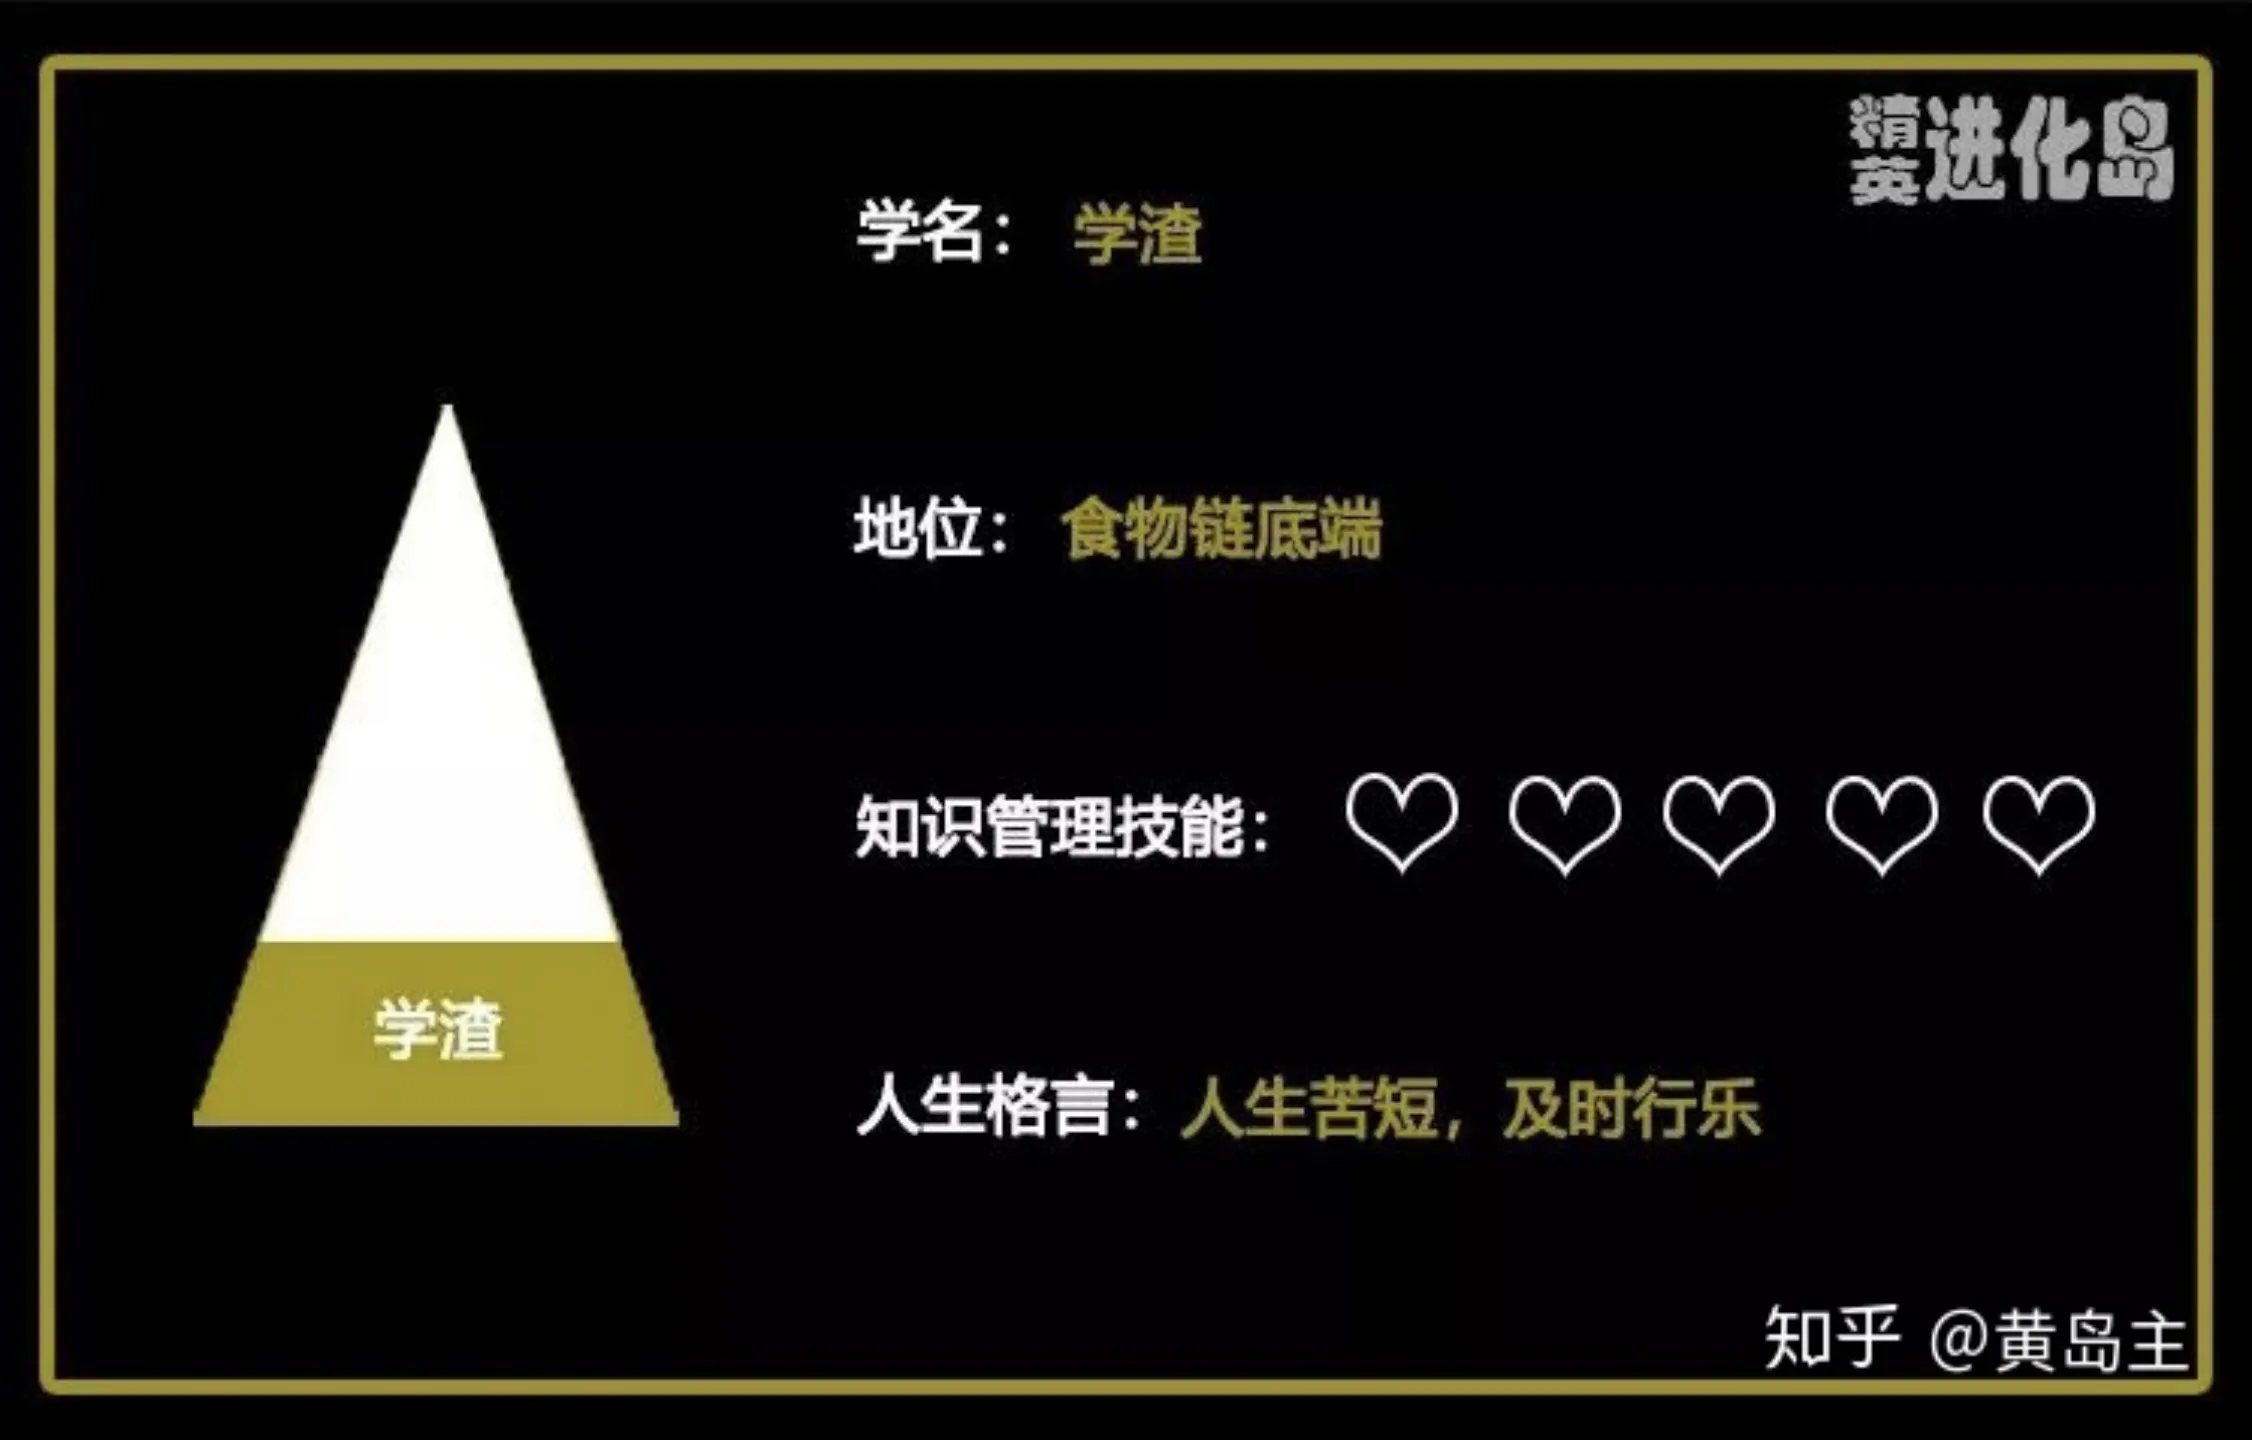 精英进化岛
学名： 学渣
地位： 食物链底端
知识管理技能： ♡ ♡ ♡ ♡ ♡
学渣
人生格言：人生苦短，及时行乐
知乎 @黄岛主